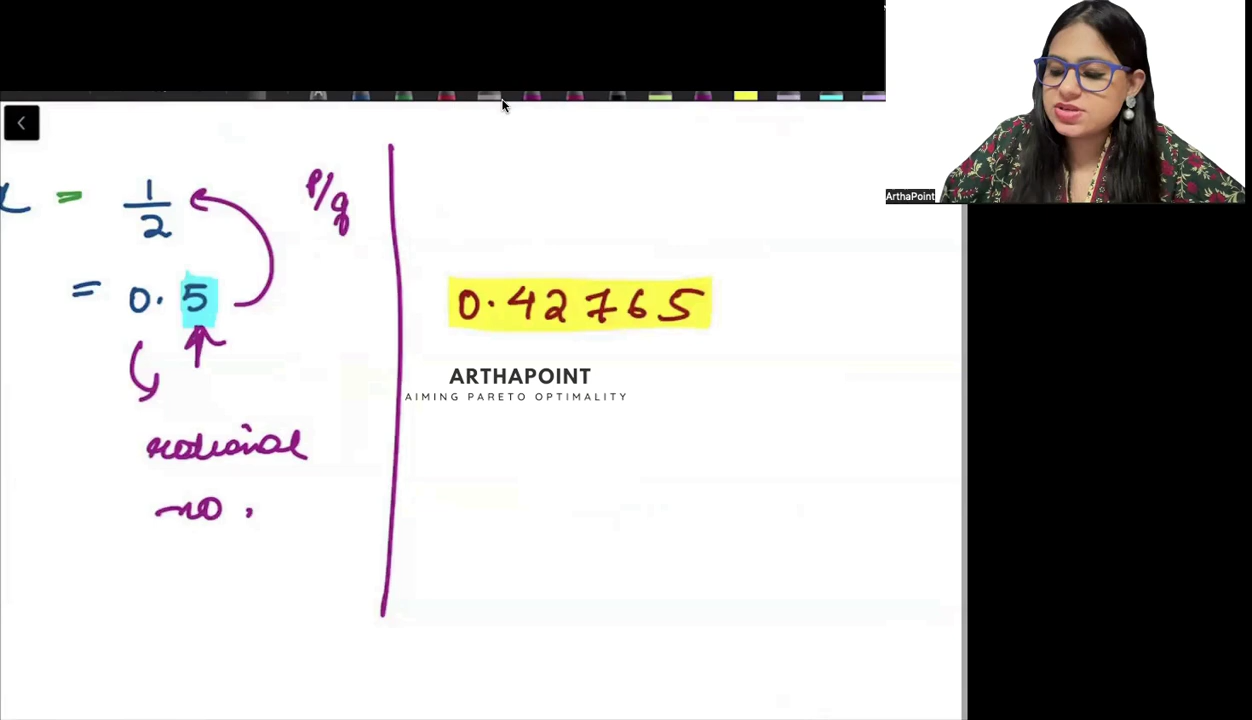 x = 1/2
P/q
= 0.5
rational
no.
0.42765
ARTHAPOINT
AIMING PARETO OPTIMALITY
ArthaPoint